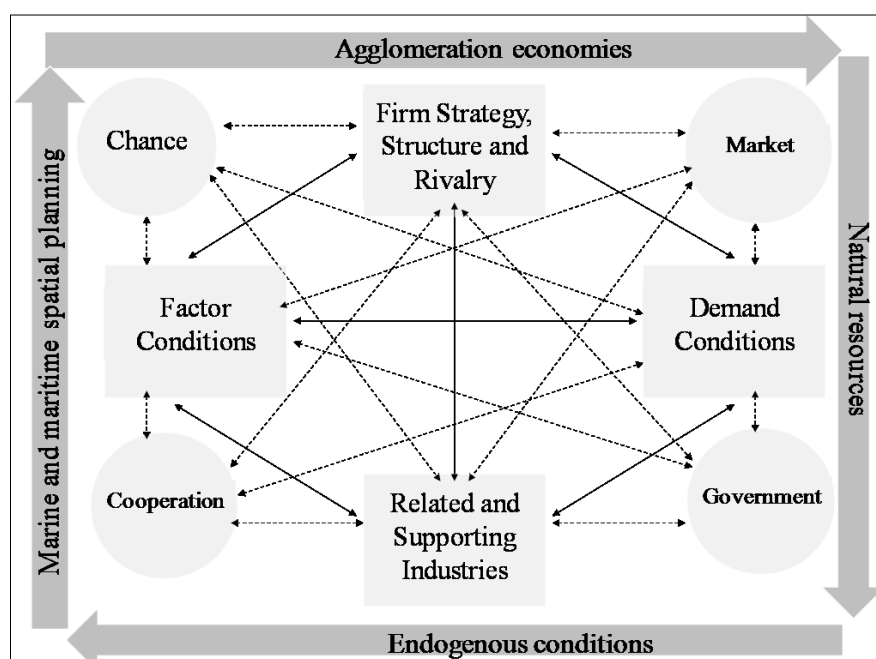 Agglomeration economies
Chance
Firm Strategy,
Structure and
Rivalry
Market
Marine and maritime spatial planning
Natural resources
Factor
Conditions
Demand
Conditions
Cooperation
Related and
Supporting
Industries
Government
Endogenous conditions